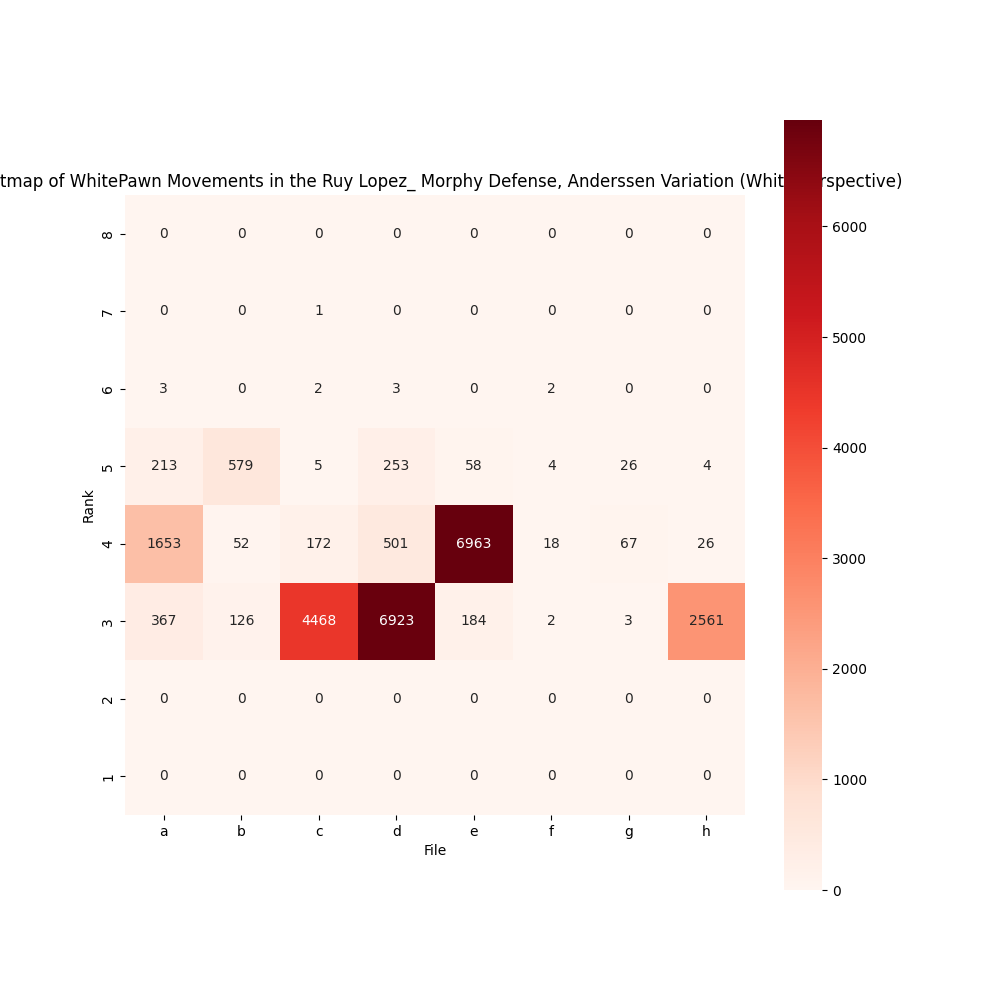 tmap of WhitePawn Movements in the Ruy Lopez_ Morphy Defense, Anderssen Variation (Whit rspective)
8 0 0 0 0 0 0 0 0
7 0 0 1 0 0 0 0 0
6 3 0 2 3 0 2 0 0
5 213 579 5 253 58 4 26 4
4 1653 52 172 501 6963 18 67 26
3 367 126 4468 6923 184 2 3 2561
2 0 0 0 0 0 0 0 0
1 0 0 0 0 0 0 0 0
a b c d e f g h
File
Rank
6000
5000
4000
3000
2000
1000
0